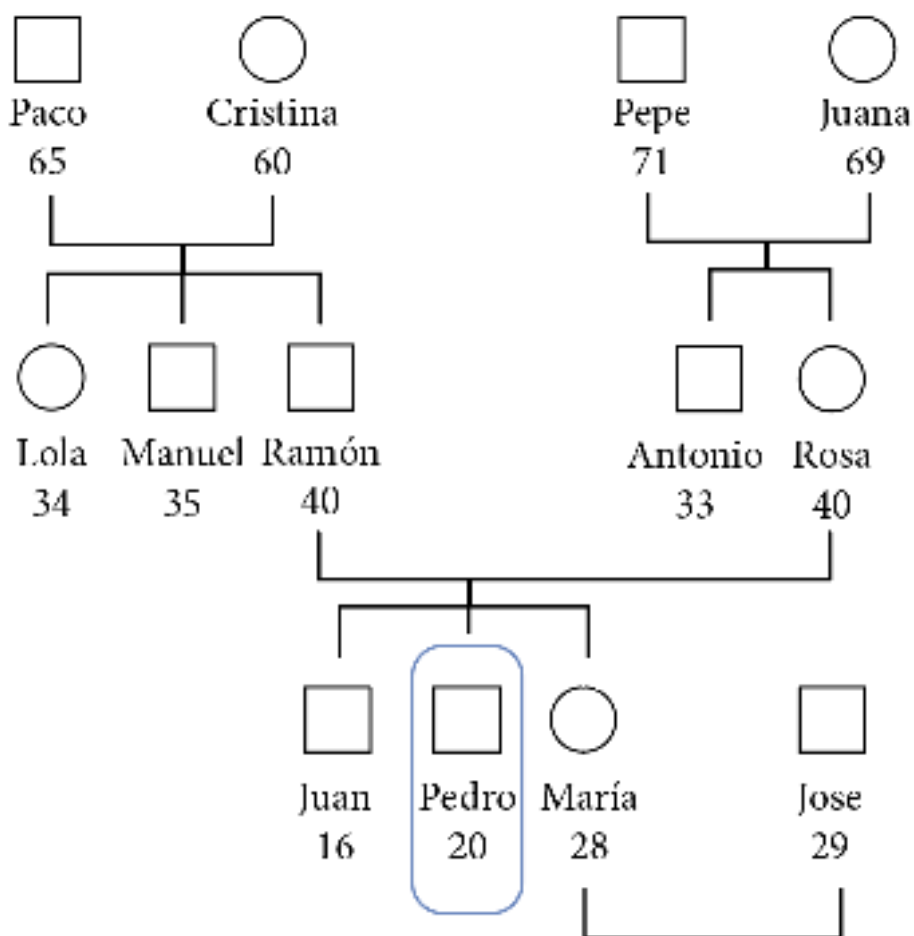 Paco Cristina Pepe Juana
65 60 71 69
Lola Manuel Ramón Antonio Rosa
34 35 40 33 40
Juan Pedro María Jose
16 20 28 29